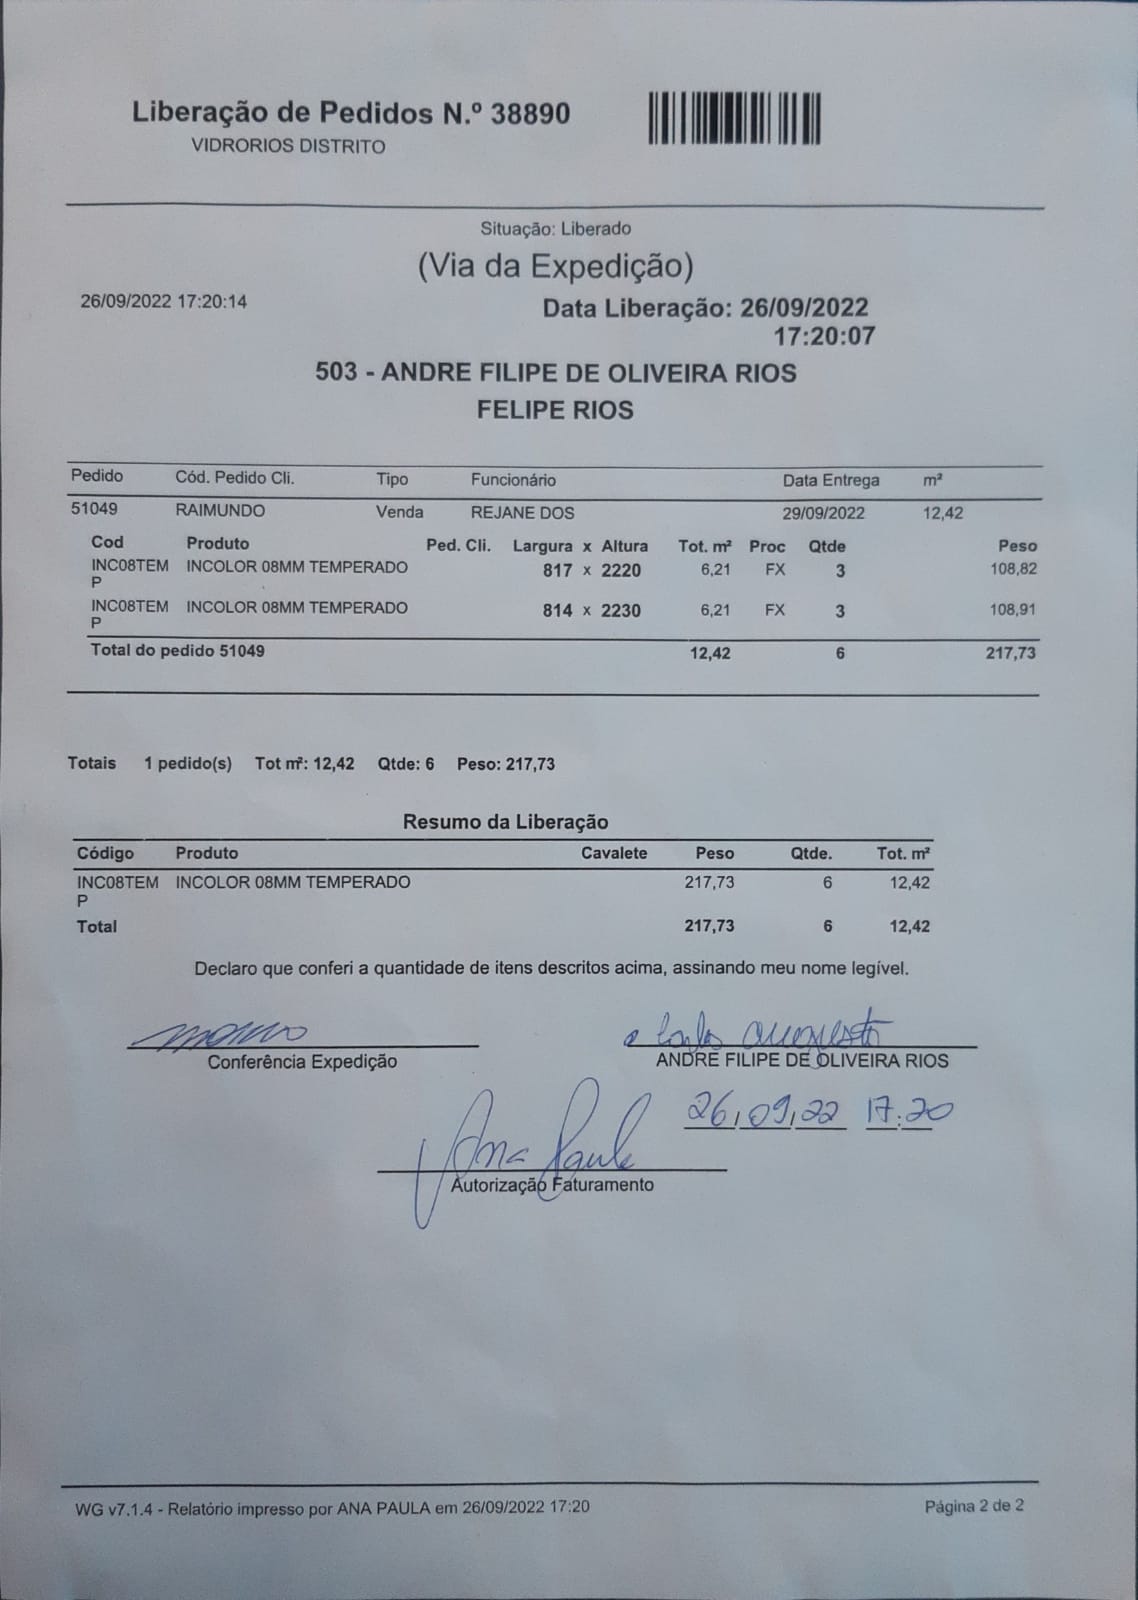 Liberação de Pedidos N.º 38890
VIDRORIOS DISTRITO
Situação: Liberado
(Via da Expedição)
26/09/2022 17:20:14
Data Liberação: 26/09/2022
17:20:07
503 - ANDRE FILIPE DE OLIVEIRA RIOS
FELIPE RIOS
Pedido Cód. Pedido Cli. Tipo Funcionário Data Entrega m²
51049 RAIMUNDO Venda REJANE DOS 29/09/2022 12,42
Cod Produto Ped. Cli. Largura x Altura Tot. m² Proc Qtde Peso
INC08TEM INCOLOR 08MM TEMPERADO 817 x 2220 6,21 FX 3 108,82
P
INC08TEM INCOLOR 08MM TEMPERADO 814 x 2230 6,21 FX 3 108,91
P
Total do pedido 51049 12,42 6 217,73
Totais 1 pedido(s) Tot m²: 12,42 Qtde: 6 Peso: 217,73
Resumo da Liberação
Código Produto Cavalete Peso Qtde. Tot. m²
INC08TEM INCOLOR 08MM TEMPERADO 217,73 6 12,42
P
Total 217,73 6 12,42
Declaro que conferi a quantidade de itens descritos acima, assinando meu nome legível.
augusto
Conferência Expedição ANDRE FILIPE DE OLIVEIRA RIOS
26/09/22 17:20
Ana Paula
Autorização Faturamento
WG v7.1.4 - Relatório impresso por ANA PAULA em 26/09/2022 17:20 Página 2 de 2